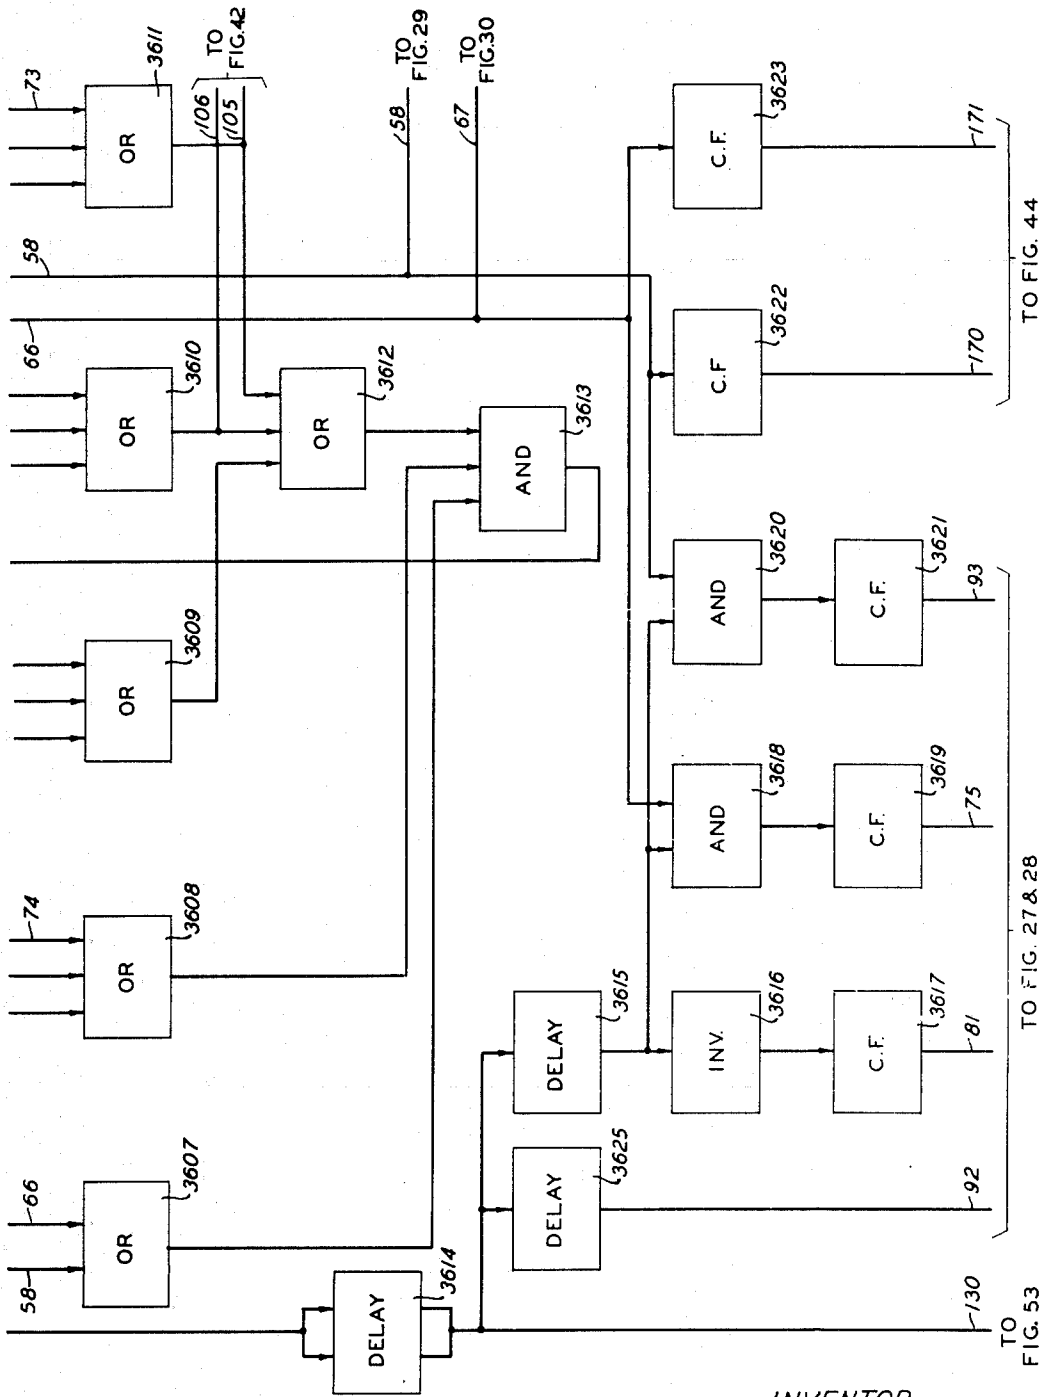 73
OR
3611
TO
FIG.42
106
105
58
TO
FIG.29
67
TO
FIG.30
C.F.
3623
171
58
66
OR
3610
OR
3612
AND
3613
C.F
3622
170
TO FIG. 44
OR
3609
AND
3620
C.F.
3621
93
74
OR
3608
AND
3618
C.F.
3619
75
DELAY
3615
INV.
3616
C.F.
3617
81
TO FIG. 27 & 28
66
58
OR
3607
DELAY
3625
92
DELAY
3614
130
TO
FIG. 53
INVENTOR